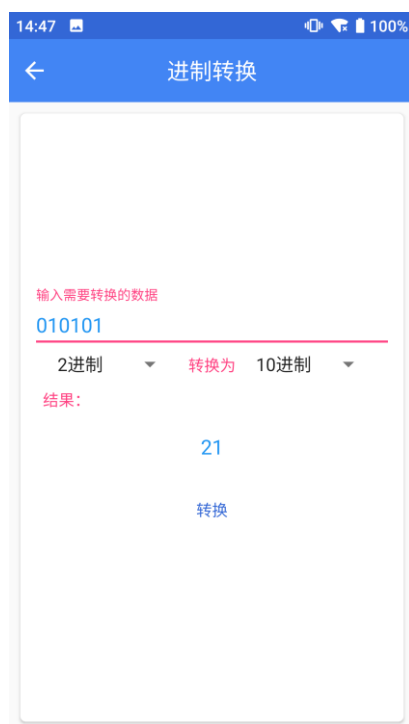 14:47 100%
进制转换
输入需要转换的数据
010101
2进制 转换为 10进制
结果：
21
转换